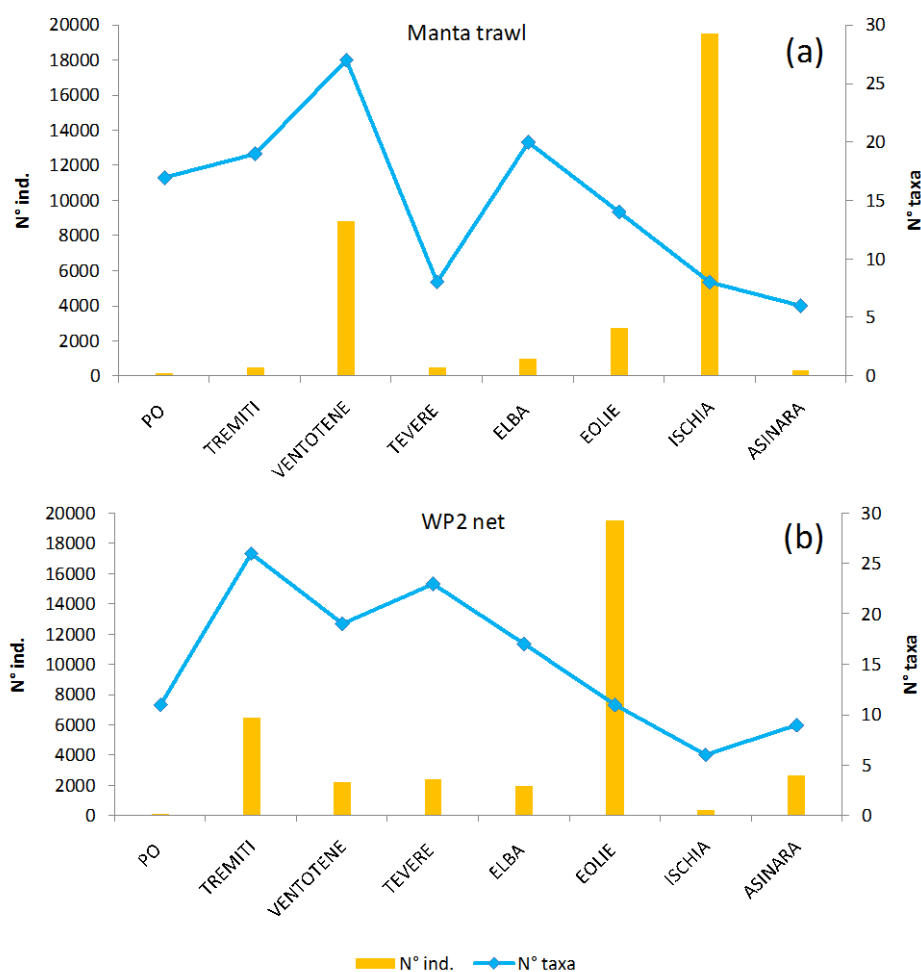 Manta trawl
(a)
N° ind.
20000
18000
16000
14000
12000
10000
8000
6000
4000
2000
0
30
25
20
15
10
5
0
N° taxa
PO
TREMITI
VENTOTENE
TEVERE
ELBA
EOLIE
ISCHIA
ASINARA
WP2 net
(b)
N° ind.
20000
18000
16000
14000
12000
10000
8000
6000
4000
2000
0
30
25
20
15
10
5
0
N° taxa
PO
TREMITI
VENTOTENE
TEVERE
ELBA
EOLIE
ISCHIA
ASINARA
N° ind. N° taxa